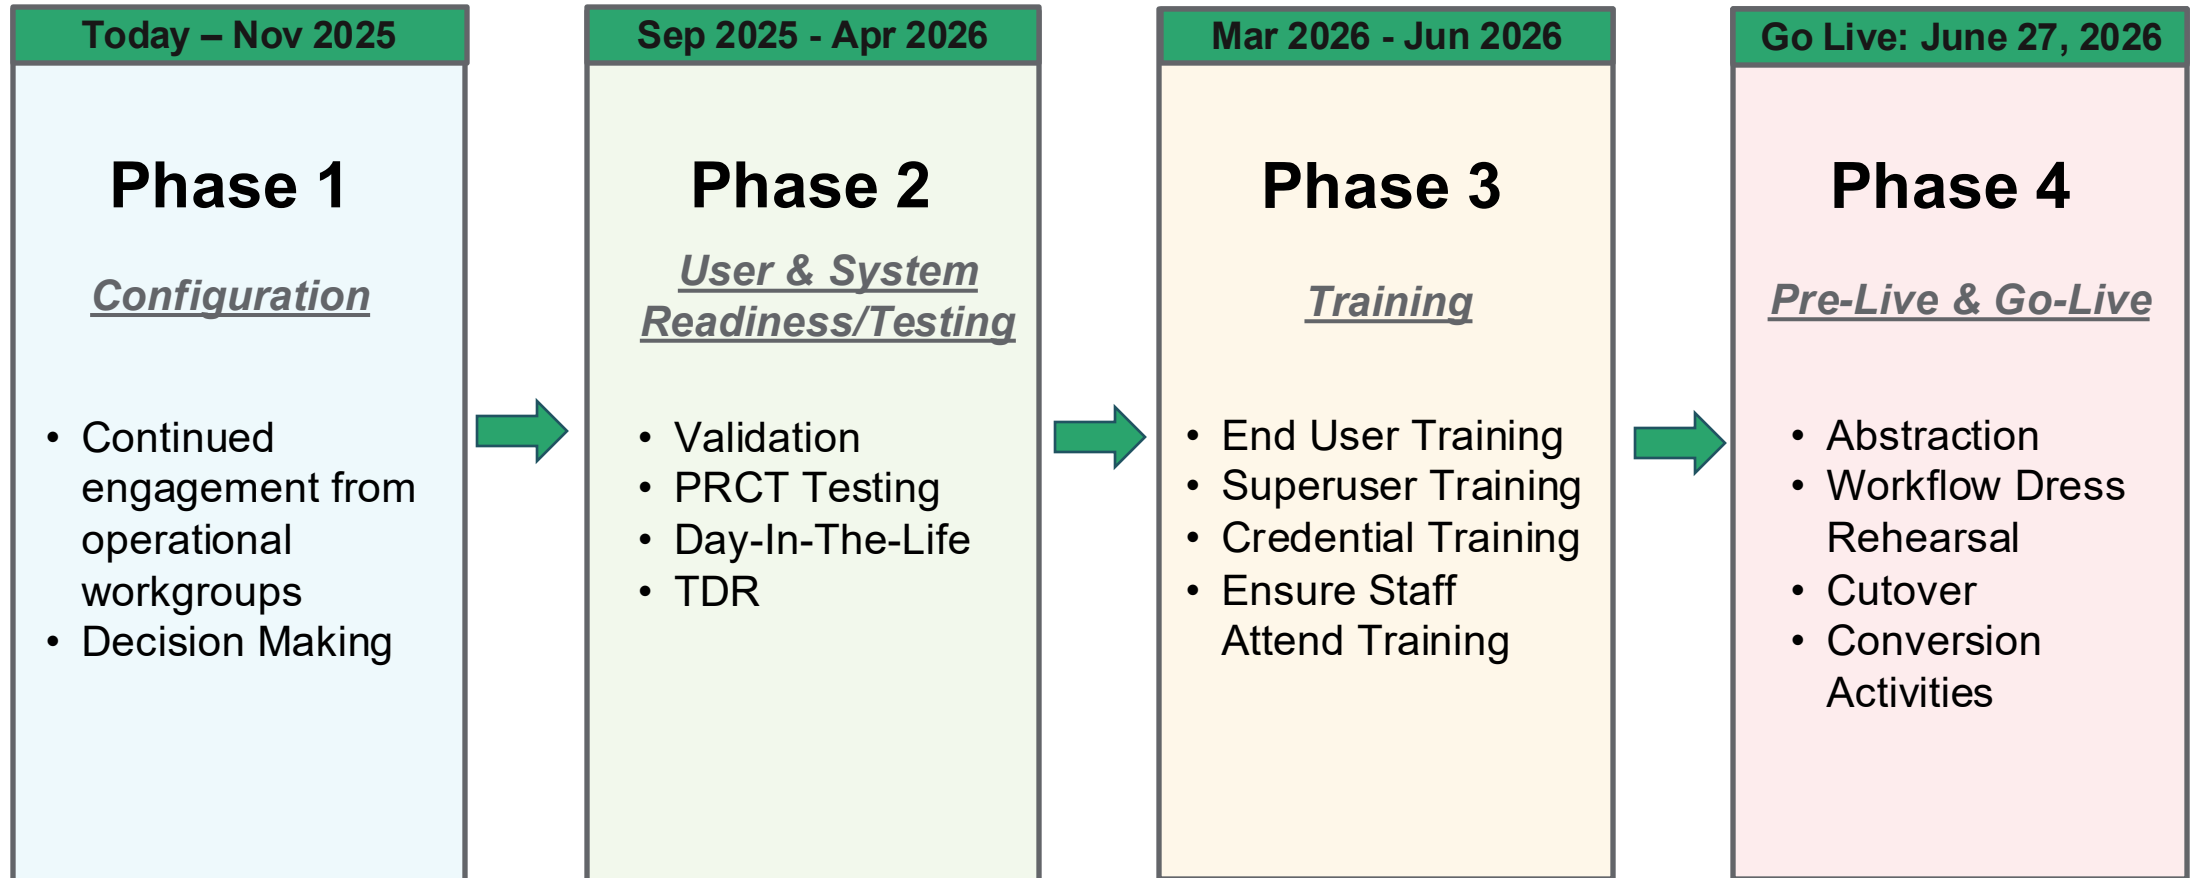 Today – Nov 2025
Phase 1
Configuration
• Continued
engagement from
operational
workgroups
• Decision Making
Sep 2025 - Apr 2026
Phase 2
User & System
Readiness/Testing
• Validation
• PRCT Testing
• Day-In-The-Life
• TDR
Mar 2026 - Jun 2026
Phase 3
Training
• End User Training
• Superuser Training
• Credential Training
• Ensure Staff
Attend Training
Go Live: June 27, 2026
Phase 4
Pre-Live & Go-Live
• Abstraction
• Workflow Dress
Rehearsal
• Cutover
• Conversion
Activities